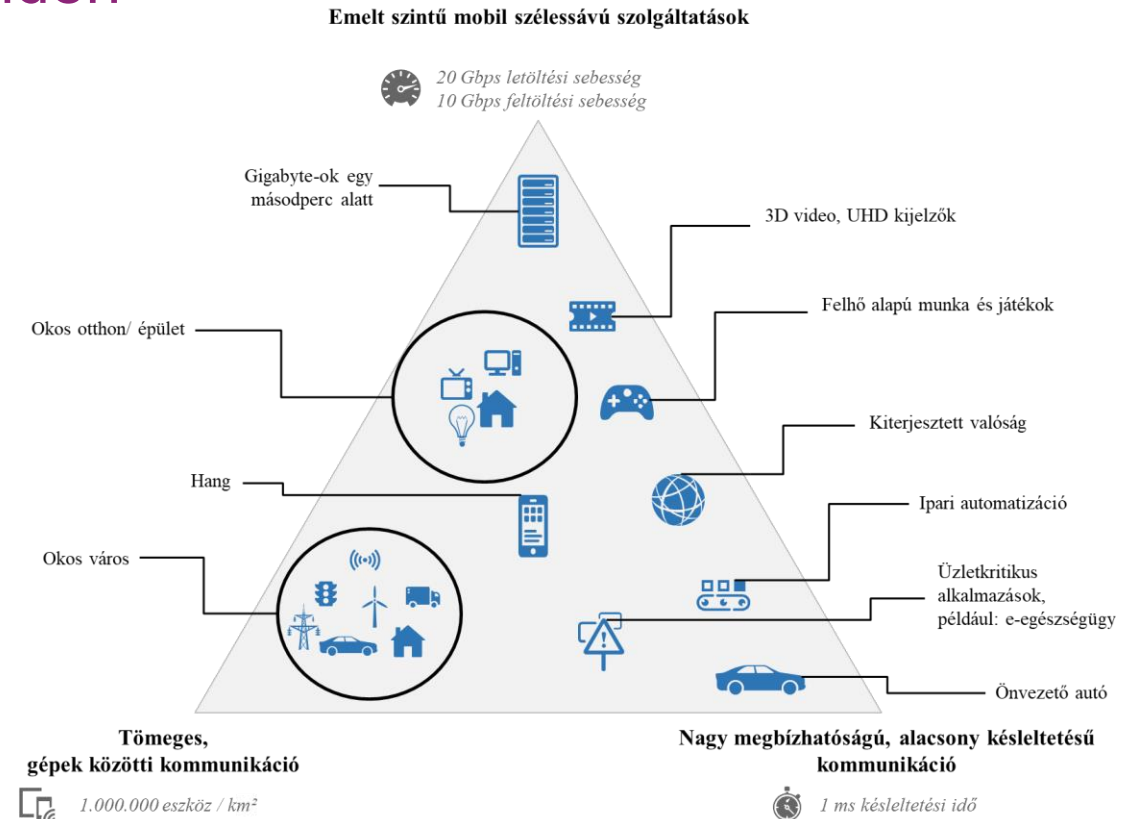 Emelt szintű mobil szélessávú szolgáltatások
20 Gbps letöltési sebesség
10 Gbps feltöltési sebesség
Gigabyte-ok egy
másodperc alatt
3D video, UHD kijelzők
Felhő alapú munka és játékok
Okos otthon/ épület
Kiterjesztett valóság
Hang
Ipari automatizáció
Okos város
Üzletkritikus
alkalmazások,
például: e-egészségügy
Önvezető autó
Tömeges,
gépek közötti kommunikáció
1.000.000 eszköz / km²
Nagy megbízhatóságú, alacsony késleltetésű
kommunikáció
1 ms késleltetési idő